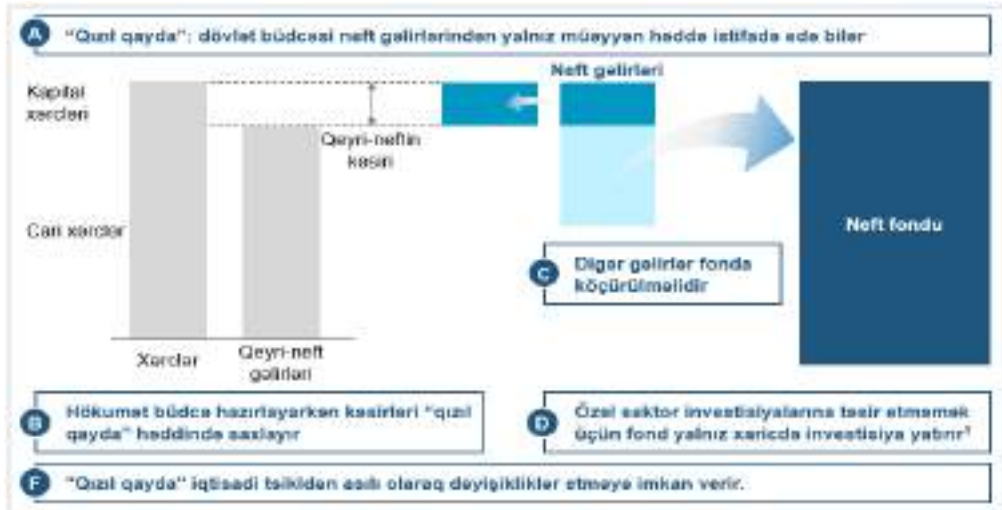 A "Qızıl qayda": dövlət büdcəsi neft gəlirlərindən yalnız müəyyən həddə istifadə edə bilər
Neft gəlirləri
Kapital
xərcləri
Qeyri-neftin
kəsiri
Cari xərclər
Neft fondu
C Digər gəlirlər fonda
köçürülməlidir
Xərclər
Qeyri-neft
gəlirləri
B Hökumət büdcə hazırlayarkən kəsirləri "qızıl
qayda" həddində saxlayır
D Özəl sektor investisiyalarına təsir etməmək
üçün fond yalnız xaricdə investisiya yatırır¹
F "Qızıl qayda" iqtisadi tsikldən asılı olaraq dəyişikliklər etməyə imkan verir.